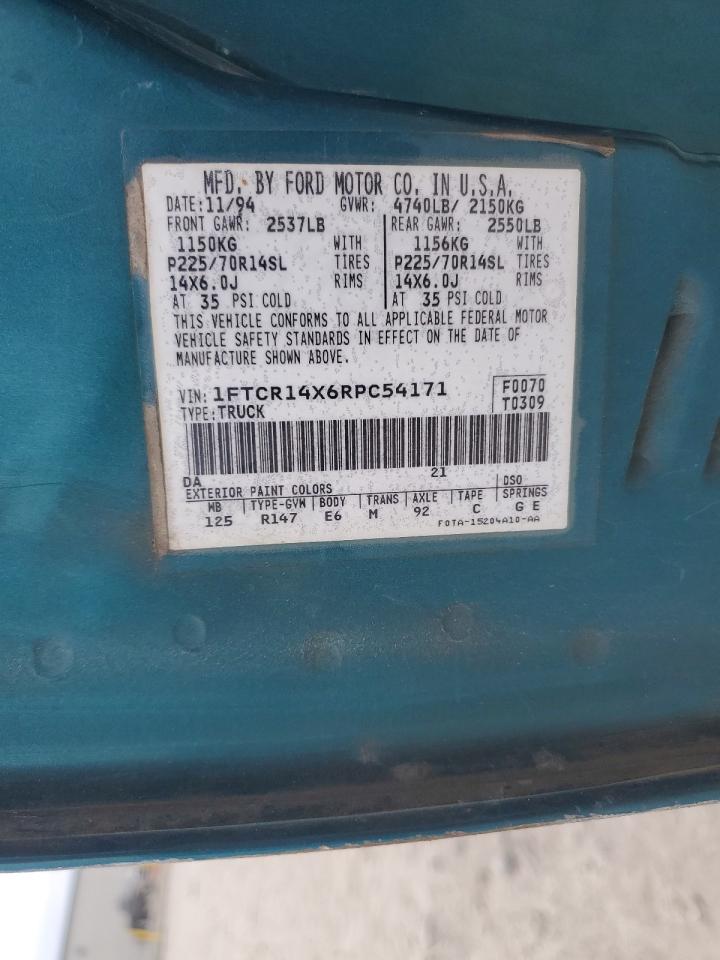 MFD. BY FORD MOTOR CO. IN U.S.A.
DATE: 11/94 GVWR: 4740LB/ 2150KG
FRONT GAWR: 2537LB REAR GAWR: 2550LB
1150KG WITH 1156KG WITH
P225/70R14SL TIRES P225/70R14SL TIRES
14X6.0J RIMS 14X6.0J RIMS
AT 35 PSI COLD AT 35 PSI COLD
THIS VEHICLE CONFORMS TO ALL APPLICABLE FEDERAL MOTOR
VEHICLE SAFETY STANDARDS IN EFFECT ON THE DATE OF
MANUFACTURE SHOWN ABOVE.
VIN: 1FTCR14X6RPC54171 F0070
TYPE: TRUCK T0309
DA 21
EXTERIOR PAINT COLORS DSO
WB TYPE-GVW BODY TRANS AXLE TAPE SPRINGS
125 R147 E6 M 92 C G E
F0TA-15204A10-AA